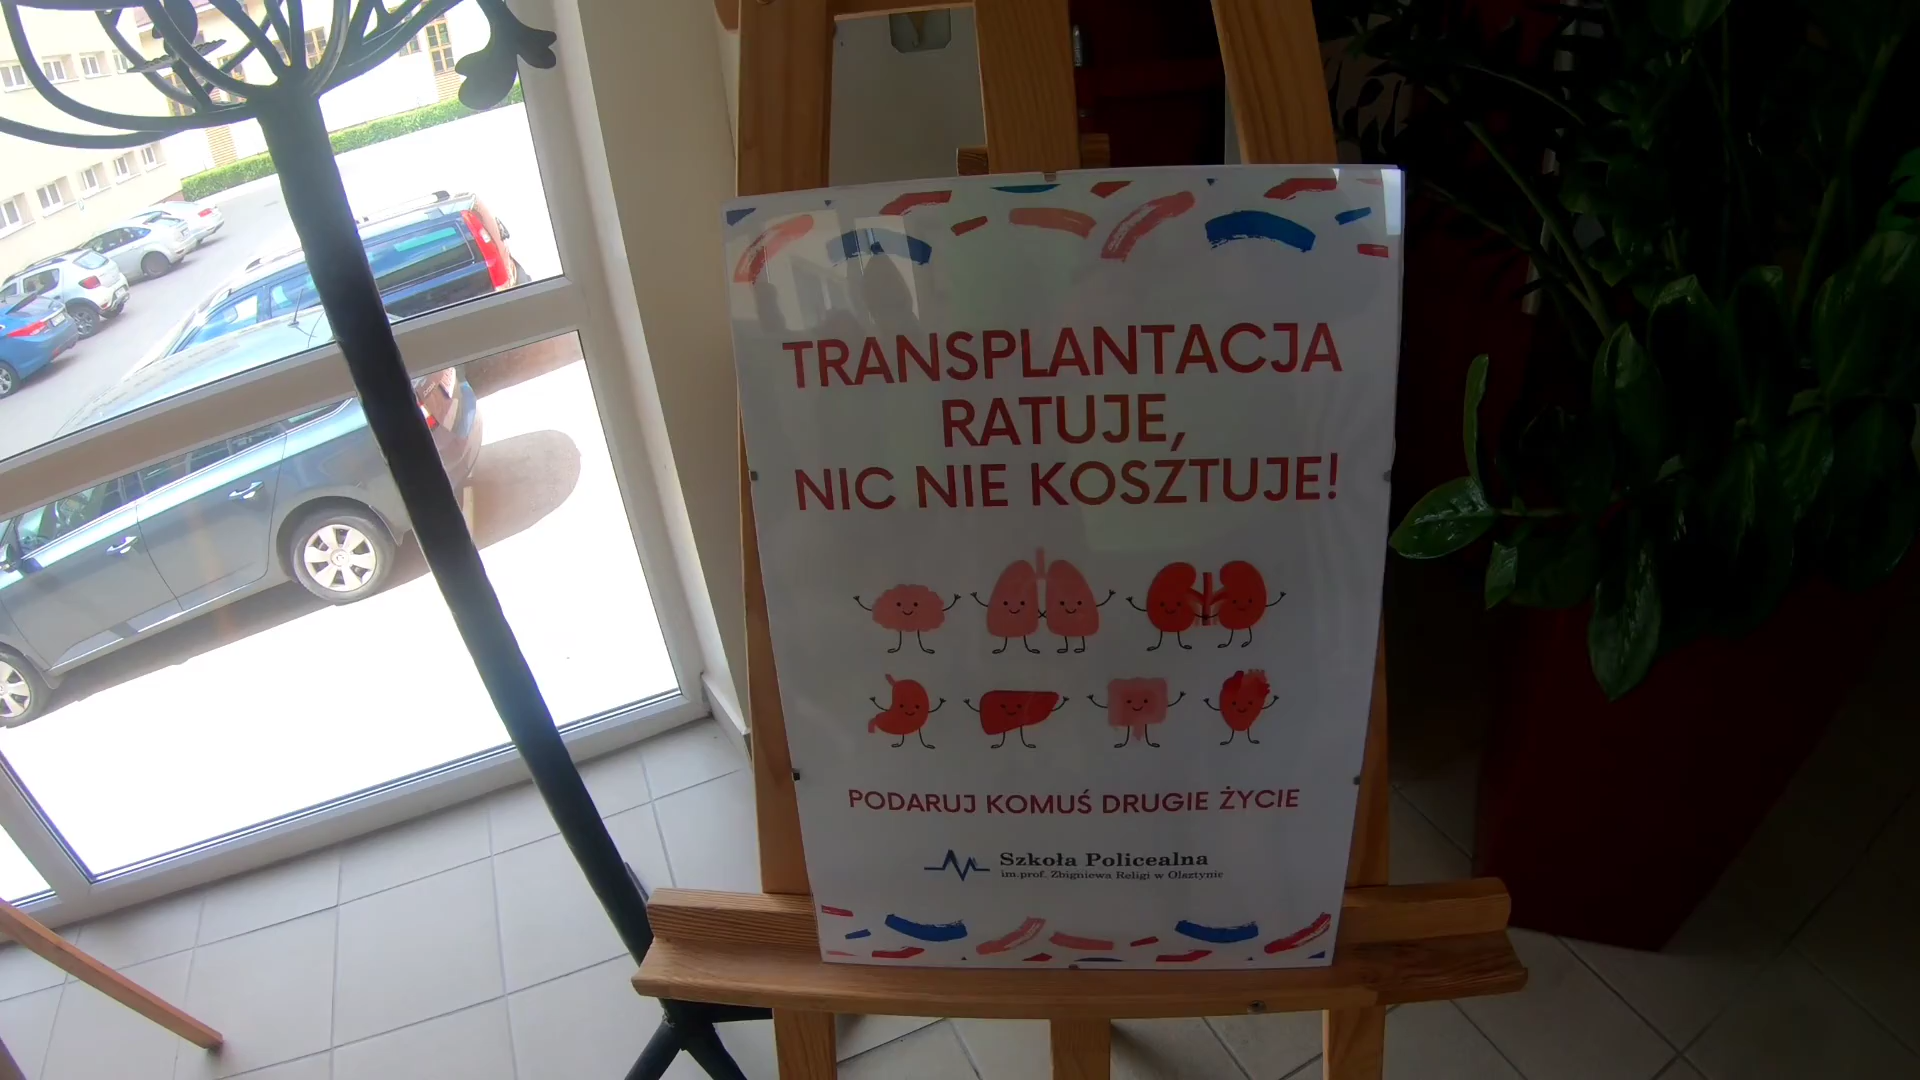 TRANSPLANTACJA
RATUJE,
NIC NIE KOSZTUJE!
PODARUJ KOMUŚ DRUGIE ŻYCIE
Szkoła Policealna
im.prof. Zbigniewa Religi w Olsztynie